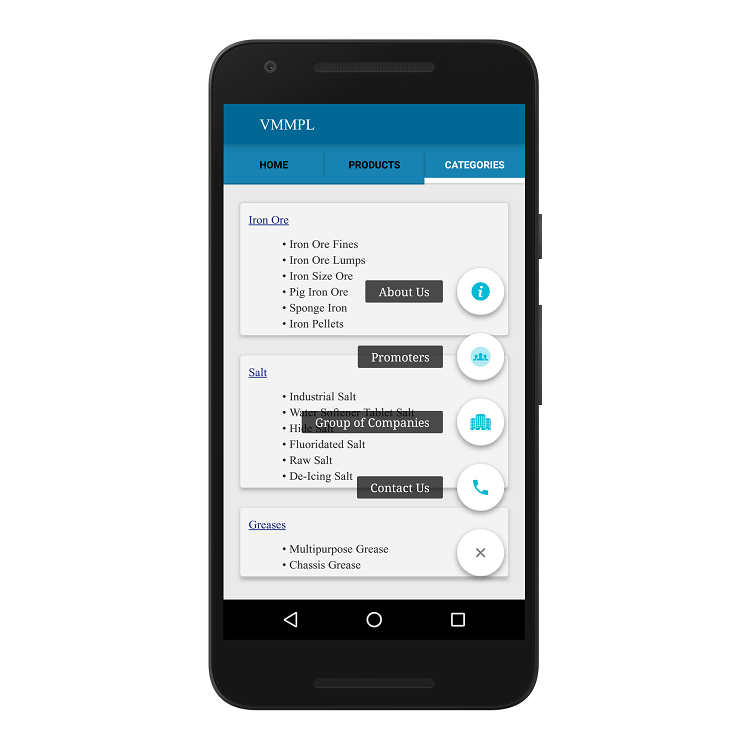 VMMPL
HOME PRODUCTS CATEGORIES
Iron Ore
• Iron Ore Fines
• Iron Ore Lumps
• Iron Size Ore
• Pig Iron Ore
About Us
• Sponge Iron
• Iron Pellets
Promoters
Salt
• Industrial Salt
• Water Softener Tablet Salt
Group of Companies
• Hide Salt
• Fluoridated Salt
• Raw Salt
• De-Icing Salt
Contact Us
Greases
• Multipurpose Grease
• Chassis Grease